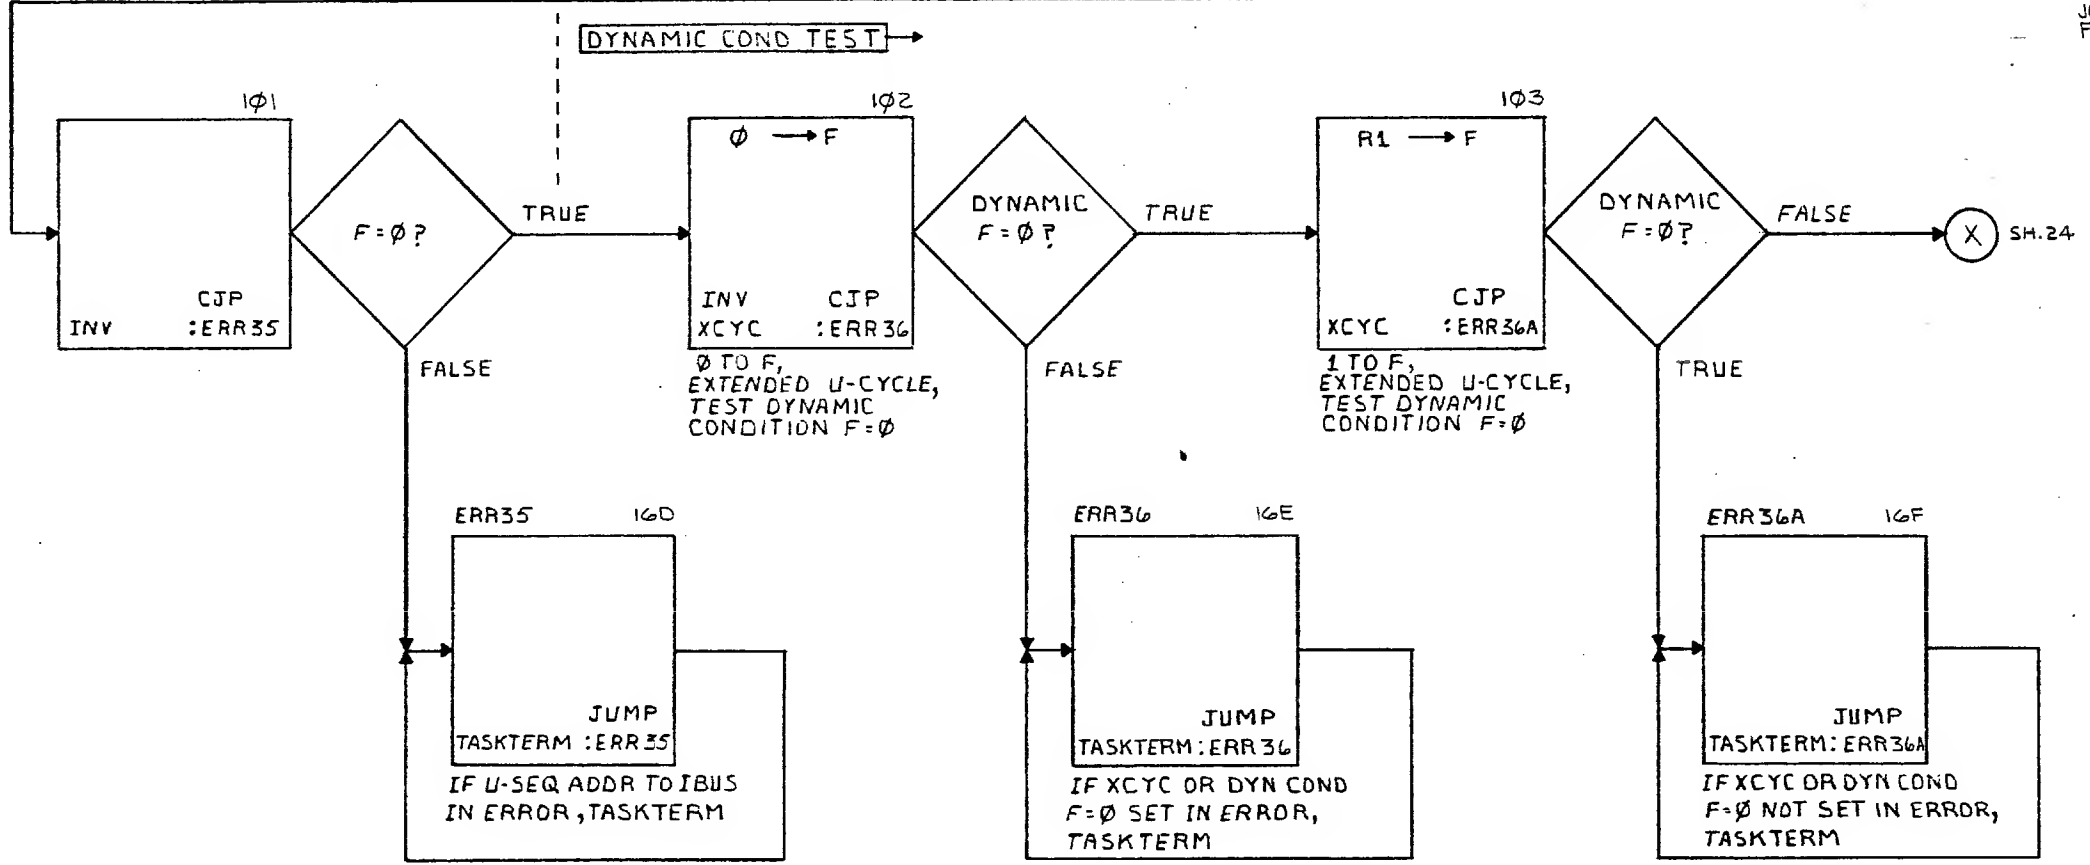 DYNAMIC COND TEST
1Ø1
F=Ø?
INV
CJP
:ERR35
TRUE
FALSE
1Ø2
Ø → F
INV
CJP
XCYC
:ERR36
Ø TO F,
EXTENDED U-CYCLE,
TEST DYNAMIC
CONDITION F=Ø
DYNAMIC
F=Ø?
TRUE
FALSE
1Ø3
R1 → F
CJP
XCYC
:ERR36A
1 TO F,
EXTENDED U-CYCLE,
TEST DYNAMIC
CONDITION F=Ø
DYNAMIC
F=Ø?
FALSE
TRUE
X
SH.24
ERR35
16D
JUMP
TASKTERM :ERR35
IF U-SEQ ADDR TO IBUS
IN ERROR, TASKTERM
ERR36
16E
JUMP
TASKTERM:ERR36
IF XCYC OR DYN COND
F=Ø SET IN ERROR,
TASKTERM
ERR36A
16F
JUMP
TASKTERM:ERR36A
IF XCYC OR DYN COND
F=Ø NOT SET IN ERROR,
TASKTERM